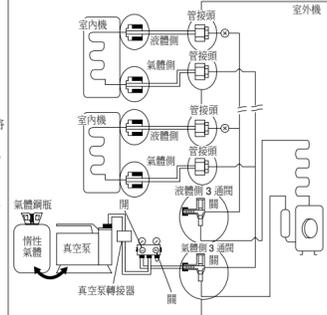 室外機
室內機
管接頭
液體側
管接頭
氣體側
室內機
管接頭
液體側
管接頭
氣體側
液體側 3 通閥
關
氣體鋼瓶
開
氣體側 3 通閥
關
惰性
氣體
真空泵
真空泵轉接器
關